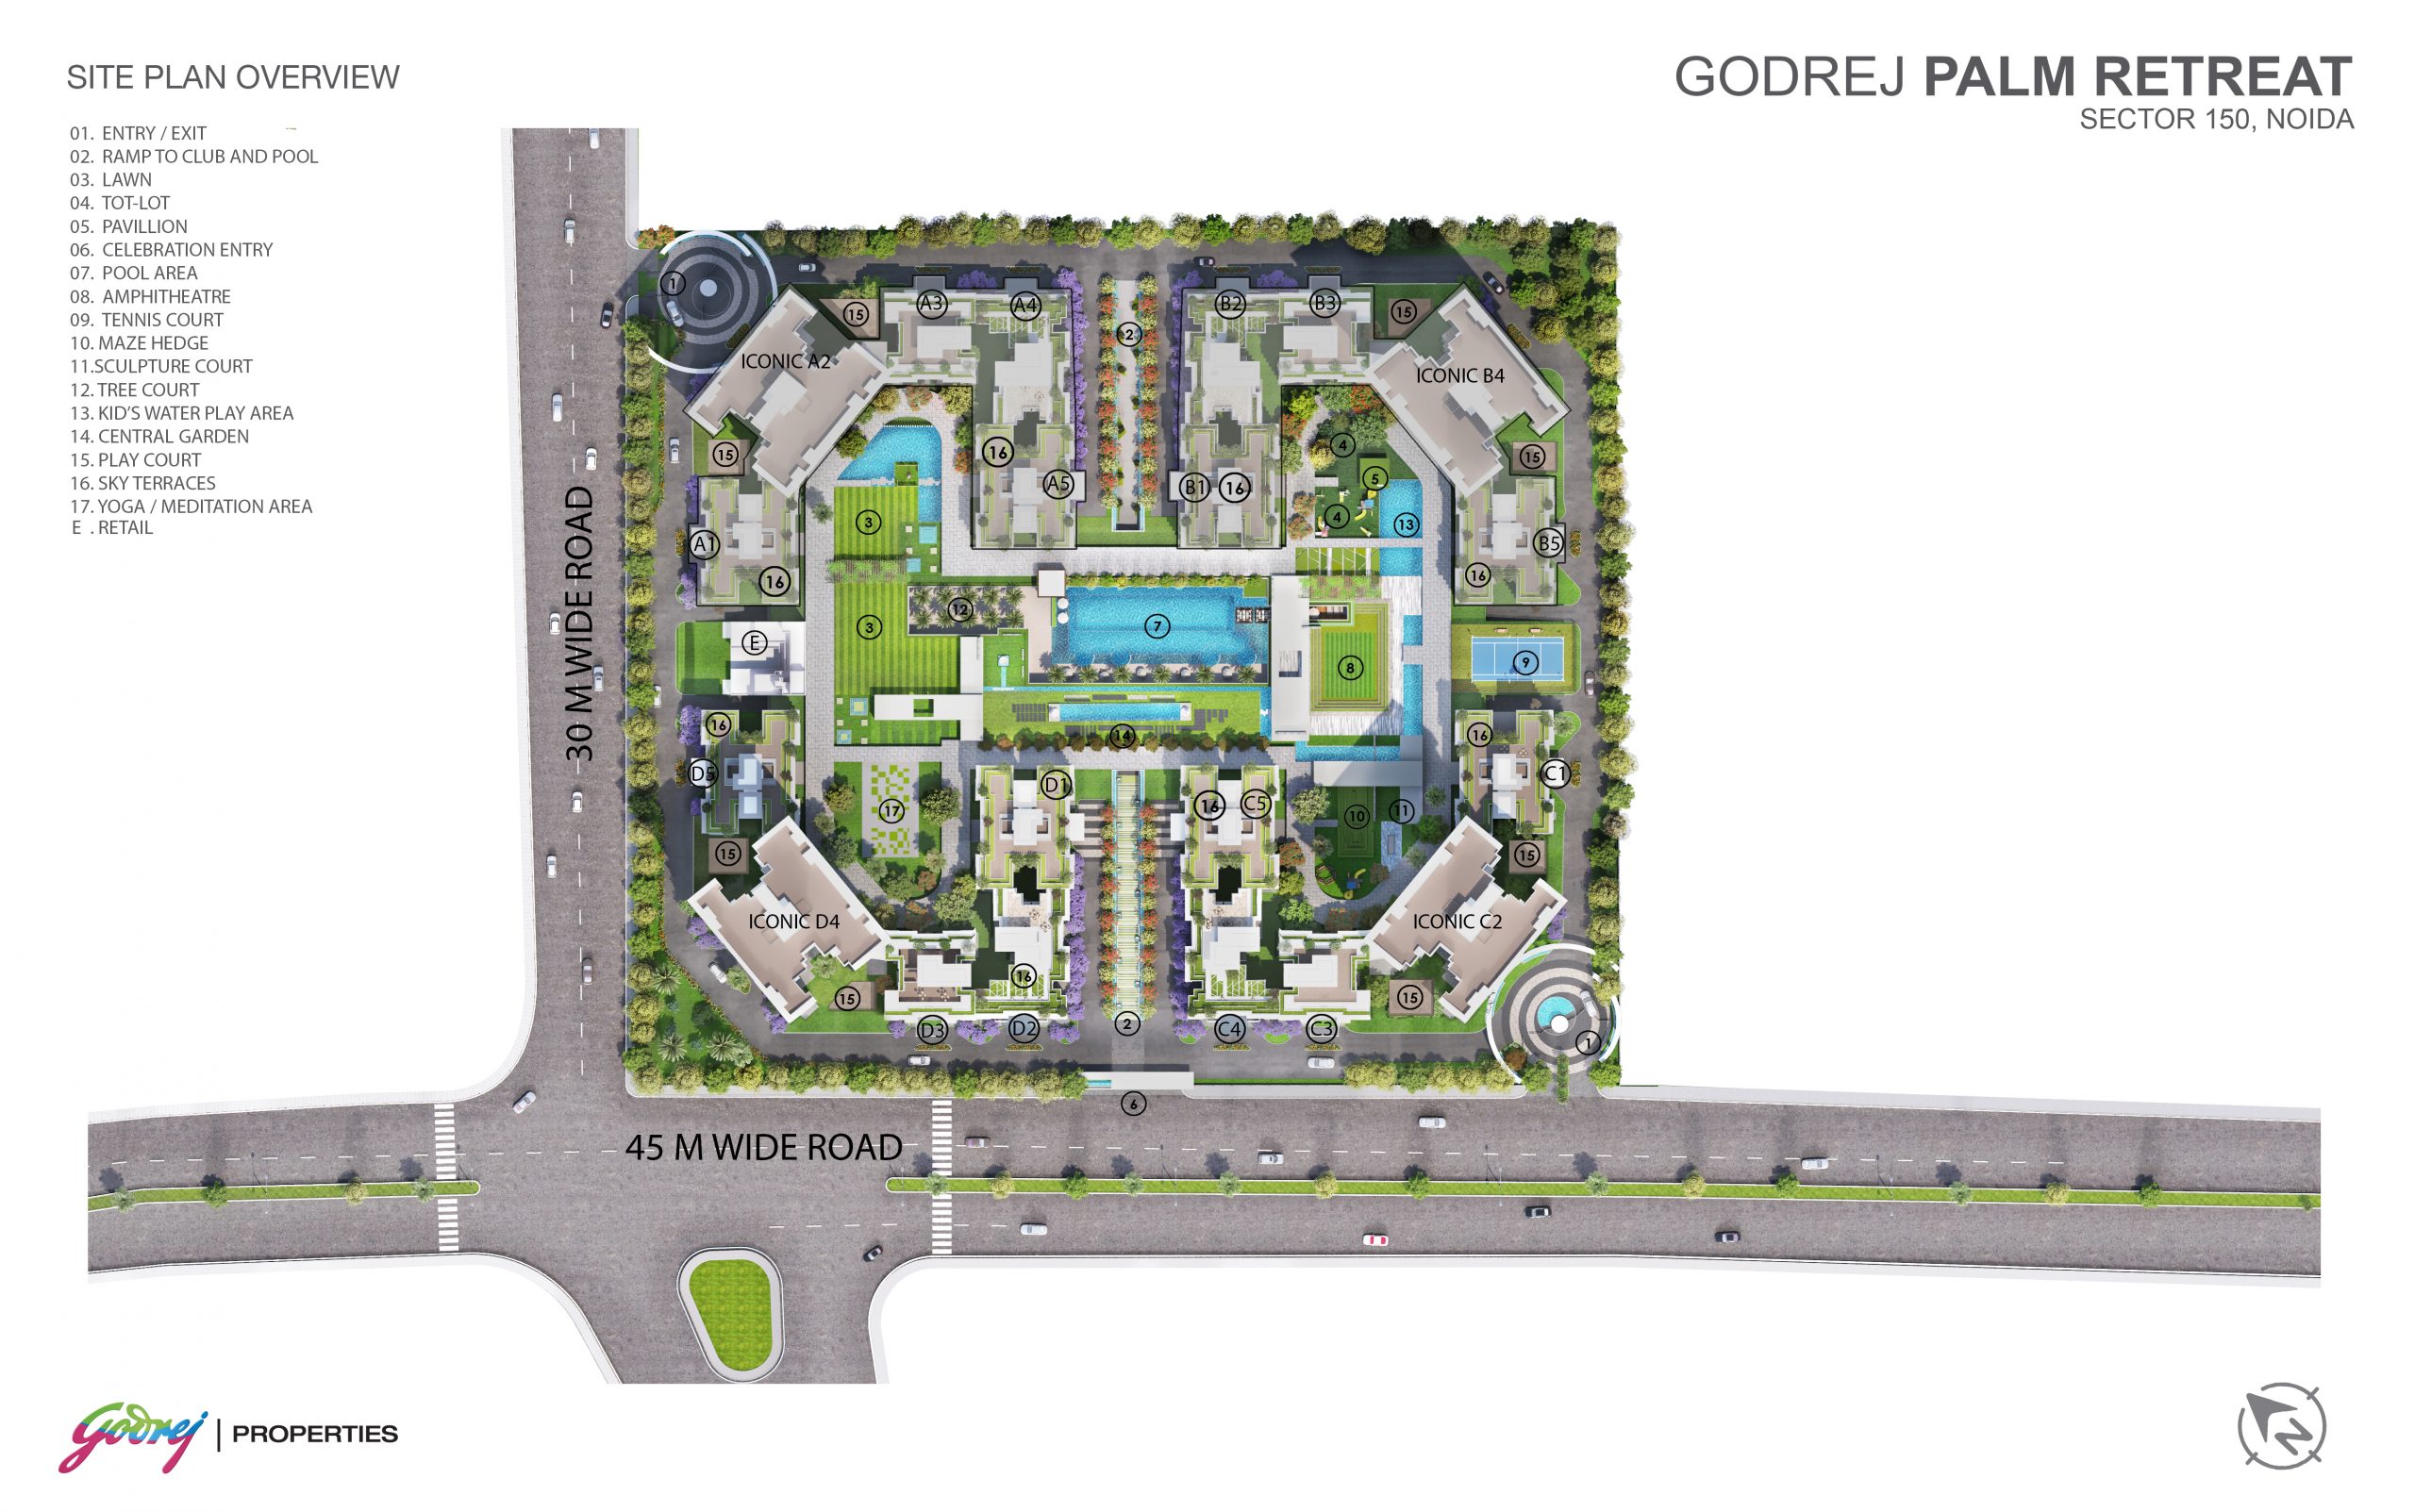 SITE PLAN OVERVIEW
GODREJ PALM RETREAT
SECTOR 150, NOIDA
01. ENTRY / EXIT
02. RAMP TO CLUB AND POOL
03. LAWN
04. TOT-LOT
05. PAVILLION
06. CELEBRATION ENTRY
07. POOL AREA
08. AMPHITHEATRE
09. TENNIS COURT
10. MAZE HEDGE
11.SCULPTURE COURT
12. TREE COURT
13. KID'S WATER PLAY AREA
14. CENTRAL GARDEN
15. PLAY COURT
16. SKY TERRACES
17. YOGA / MEDITATION AREA
E . RETAIL
1
15
A3
A4
2
B2
B3
15
ICONIC A2
ICONIC B4
15
16
4
15
A5
B1
16
5
3
4
13
A1
B5
16
16
30 M WIDE ROAD
12
3
7
E
9
8
16
14
16
D5
D1
C1
17
16
C5
10
11
15
15
ICONIC D4
ICONIC C2
16
15
15
D3
D2
2
C4
C3
1
6
45 M WIDE ROAD
Godrej | PROPERTIES
N